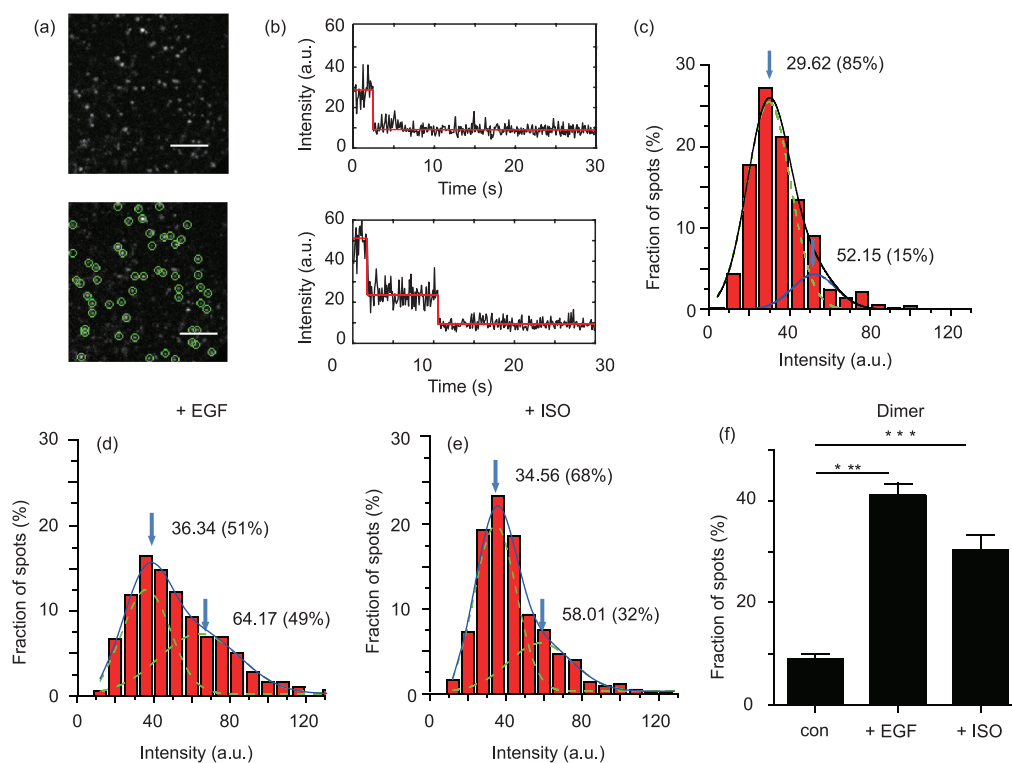 (a)
(b)
Intensity (a.u.)
60
40
20
0
0
10
20
30
Time (s)
Intensity (a.u.)
60
40
20
0
0
10
20
30
Time (s)
(c)
Fraction of spots (%)
30
20
10
0
0
40
80
120
Intensity (a.u.)
29.62 (85%)
52.15 (15%)
+ EGF
(d)
Fraction of spots (%)
30
20
10
0
0
40
80
120
Intensity (a.u.)
36.34 (51%)
64.17 (49%)
+ ISO
(e)
Fraction of spots (%)
30
20
10
0
0
40
80
120
Intensity (a.u.)
34.56 (68%)
58.01 (32%)
(f)
Dimer
* * *
* **
Fraction of spots (%)
40
20
0
con
+ EGF
+ ISO